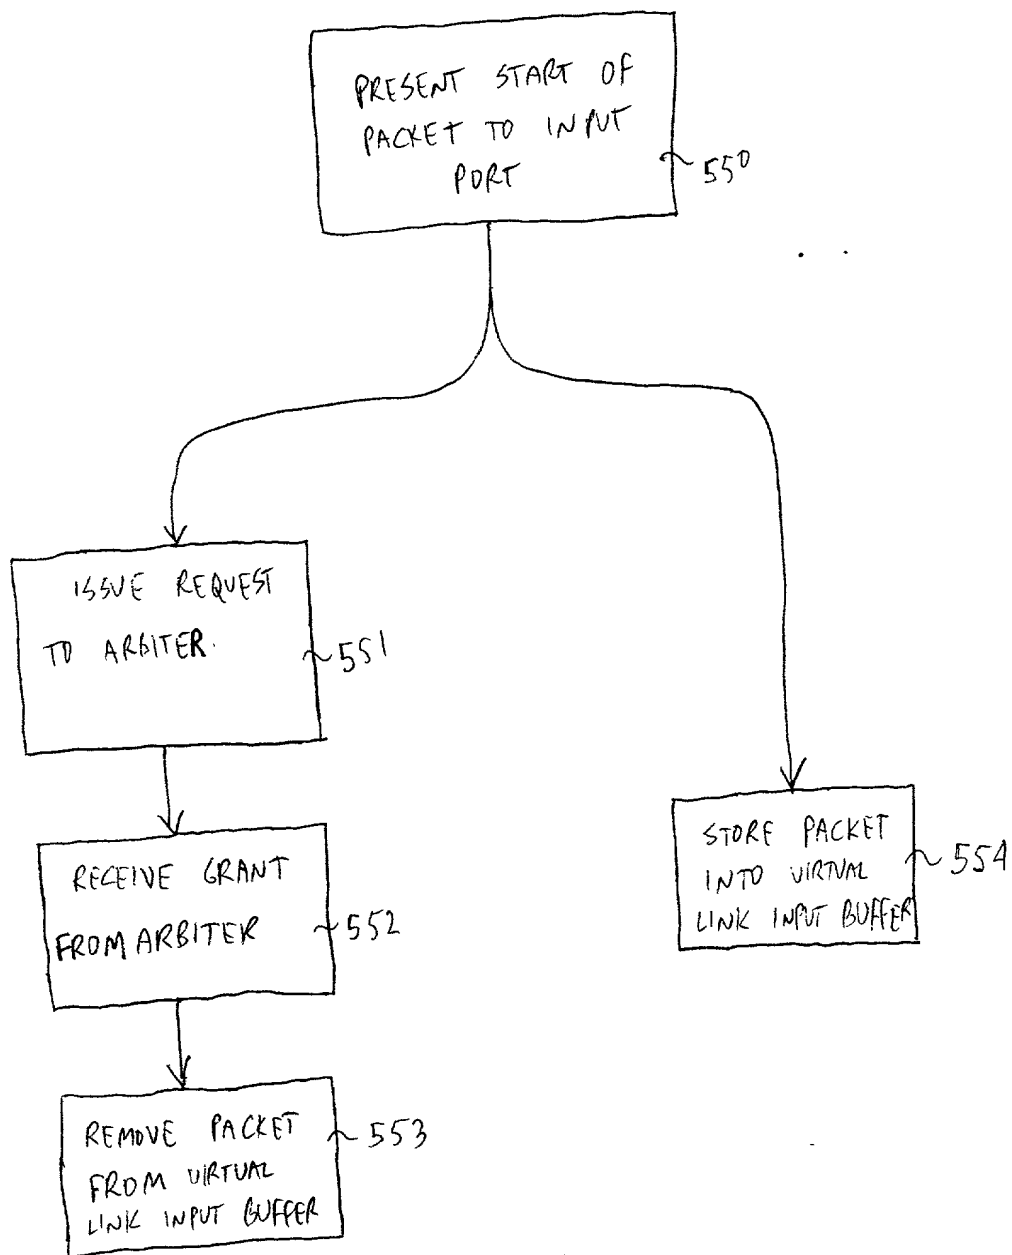 PRESENT START OF
PACKET TO INPUT
PORT
550
ISSUE REQUEST
TO ARBITER.
551
RECEIVE GRANT
FROM ARBITER
552
REMOVE PACKET
FROM VIRTUAL
LINK INPUT BUFFER
553
STORE PACKET
INTO VIRTUAL
LINK INPUT BUFFER
554